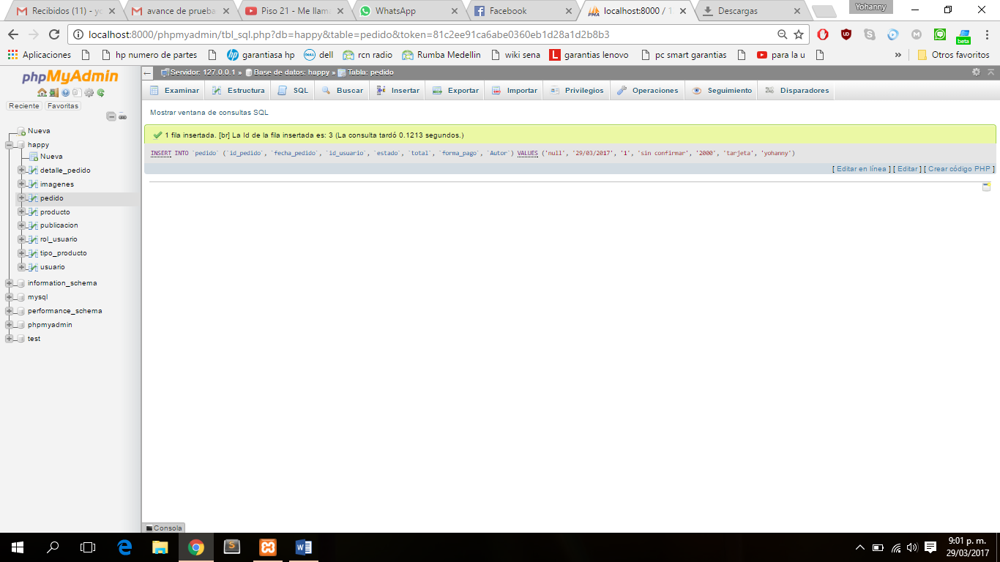 Recibidos (11) - yo
avance de prueba
Piso 21 - Me llama
WhatsApp
Facebook
localhost:8000 / 1
Descargas
Yohanny
localhost:8000/phpmyadmin/tbl_sql.php?db=happy&table=pedido&token=81c2ee91ca6abe0360eb1d28a1d2b8b3
Aplicaciones
hp numero de partes
garantiasa hp
dell
rcn radio
Rumba Medellin
wiki sena
garantias lenovo
pc smart garantias
para la u
»
Otros favoritos
beta
phpMyAdmin
Reciente
Favoritas
Nueva
happy
Nueva
detalle_pedido
imagenes
pedido
producto
publicacion
rol_usuario
tipo_producto
usuario
information_schema
mysql
performance_schema
phpmyadmin
test
Servidor: 127.0.0.1 » Base de datos: happy » Tabla: pedido
Examinar
Estructura
SQL
Buscar
Insertar
Exportar
Importar
Privilegios
Operaciones
Seguimiento
Disparadores
Mostrar ventana de consultas SQL
1 fila insertada. [br] La Id de la fila insertada es: 3 (La consulta tardó 0.1213 segundos.)
INSERT INTO `pedido` (`id_pedido`, `fecha_pedido`, `id_usuario`, `estado`, `total`, `forma_pago`, `Autor`) VALUES ('null', '29/03/2017', '1', 'sin confirmar', '2000', 'tarjeta', 'yohanny')
[ Editar en línea ] [ Editar ] [ Crear código PHP ]
Consola
9:01 p. m.
29/03/2017